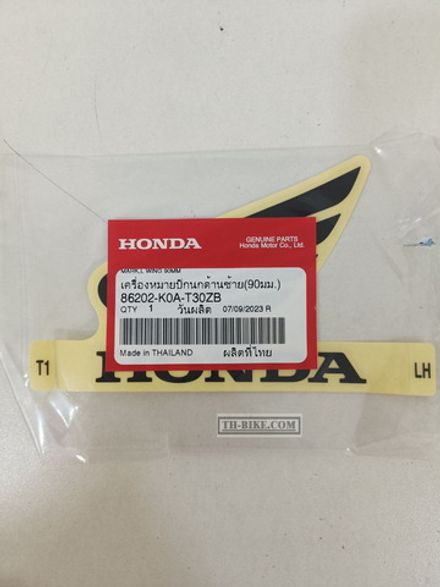 HONDA
GENUINE PARTS
Honda Motor Co., Ltd.
MARK,L WING 90MM
เครื่องหมายปีกนกด้านซ้าย(90มม.)
86202-K0A-T30ZB
QTY 1 วันผลิต 07/09/2023 R
Made in THAILAND ผลิตที่ไทย
T1 HONDA LH
TH-BIKE.COM